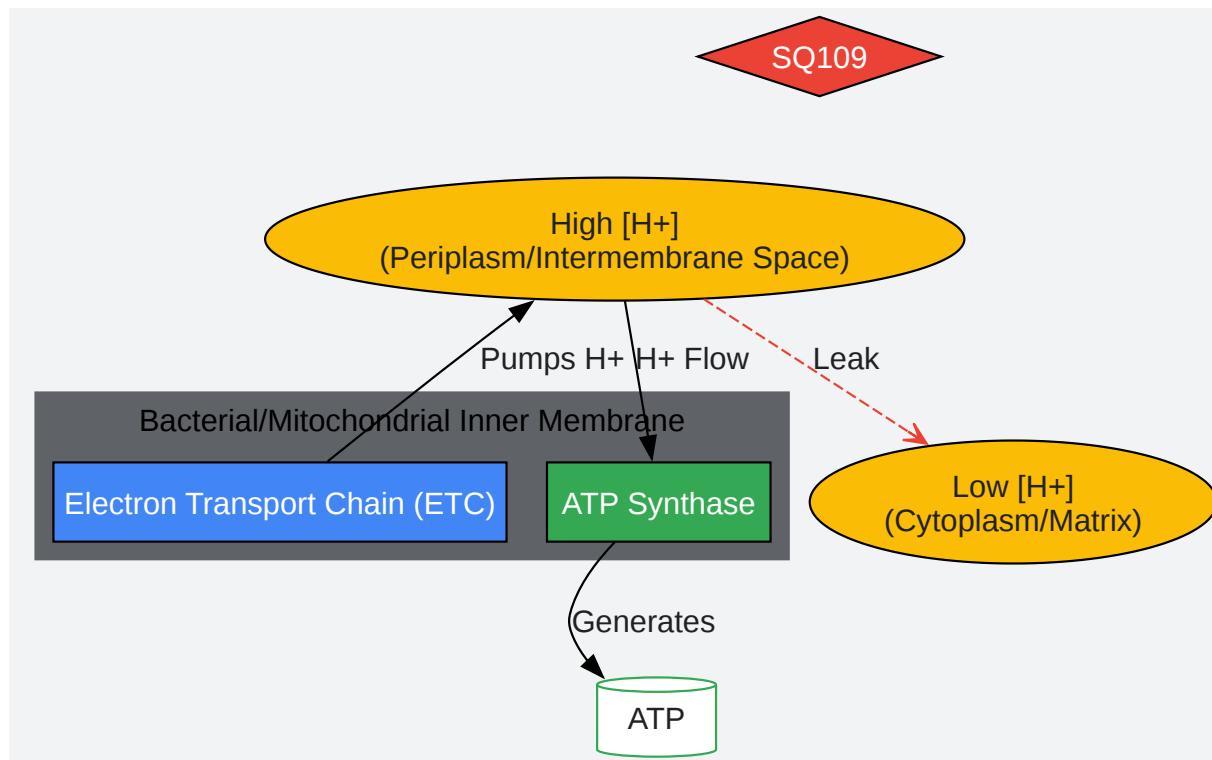 SQ109
High [H+]
(Periplasm/Intermembrane Space)
Pumps H+
H+ Flow
Leak
Bacterial/Mitochondrial Inner Membrane
Electron Transport Chain (ETC)
ATP Synthase
Low [H+]
(Cytoplasm/Matrix)
Generates
ATP